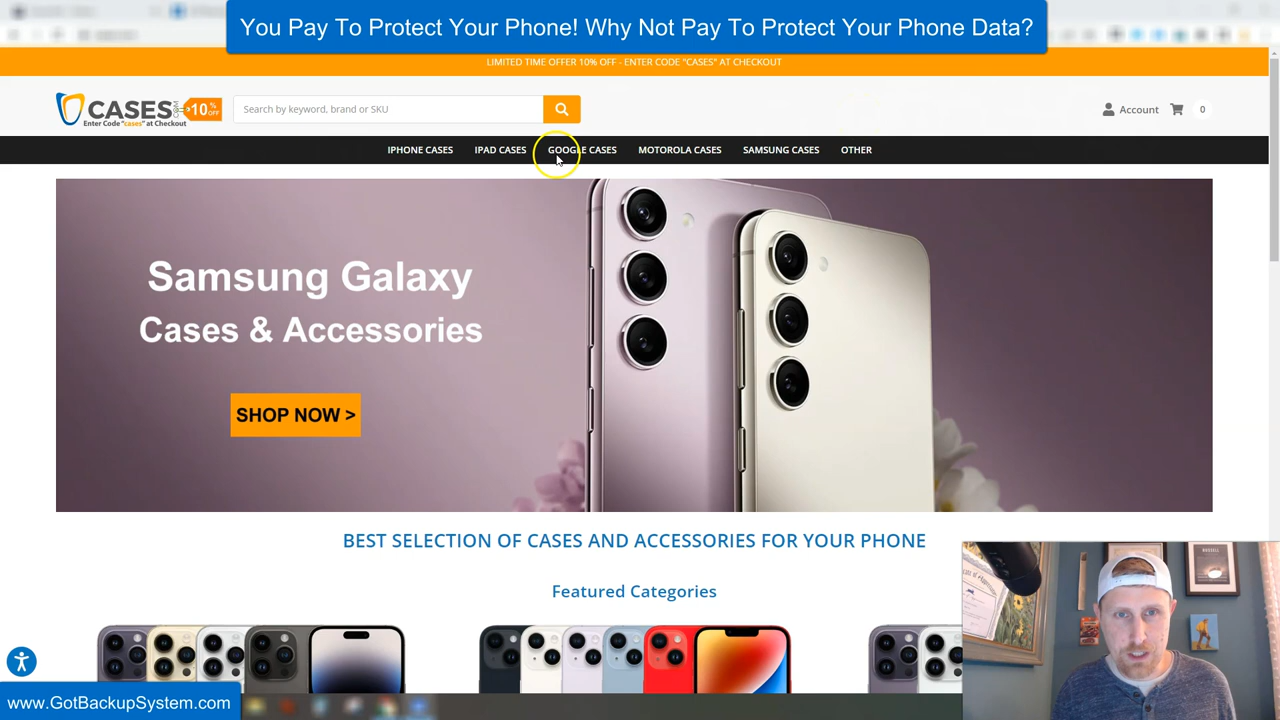 You Pay To Protect Your Phone! Why Not Pay To Protect Your Phone Data?
LIMITED TIME OFFER 10% OFF - ENTER CODE "CASES" AT CHECKOUT
CASES.COM 10% OFF
Enter Code "cases" at Checkout
Search by keyword, brand or SKU
Account
0
IPHONE CASES
IPAD CASES
GOOGLE CASES
MOTOROLA CASES
SAMSUNG CASES
OTHER
Samsung Galaxy
Cases & Accessories
SHOP NOW >
BEST SELECTION OF CASES AND ACCESSORIES FOR YOUR PHONE
Featured Categories
www.GotBackupSystem.com